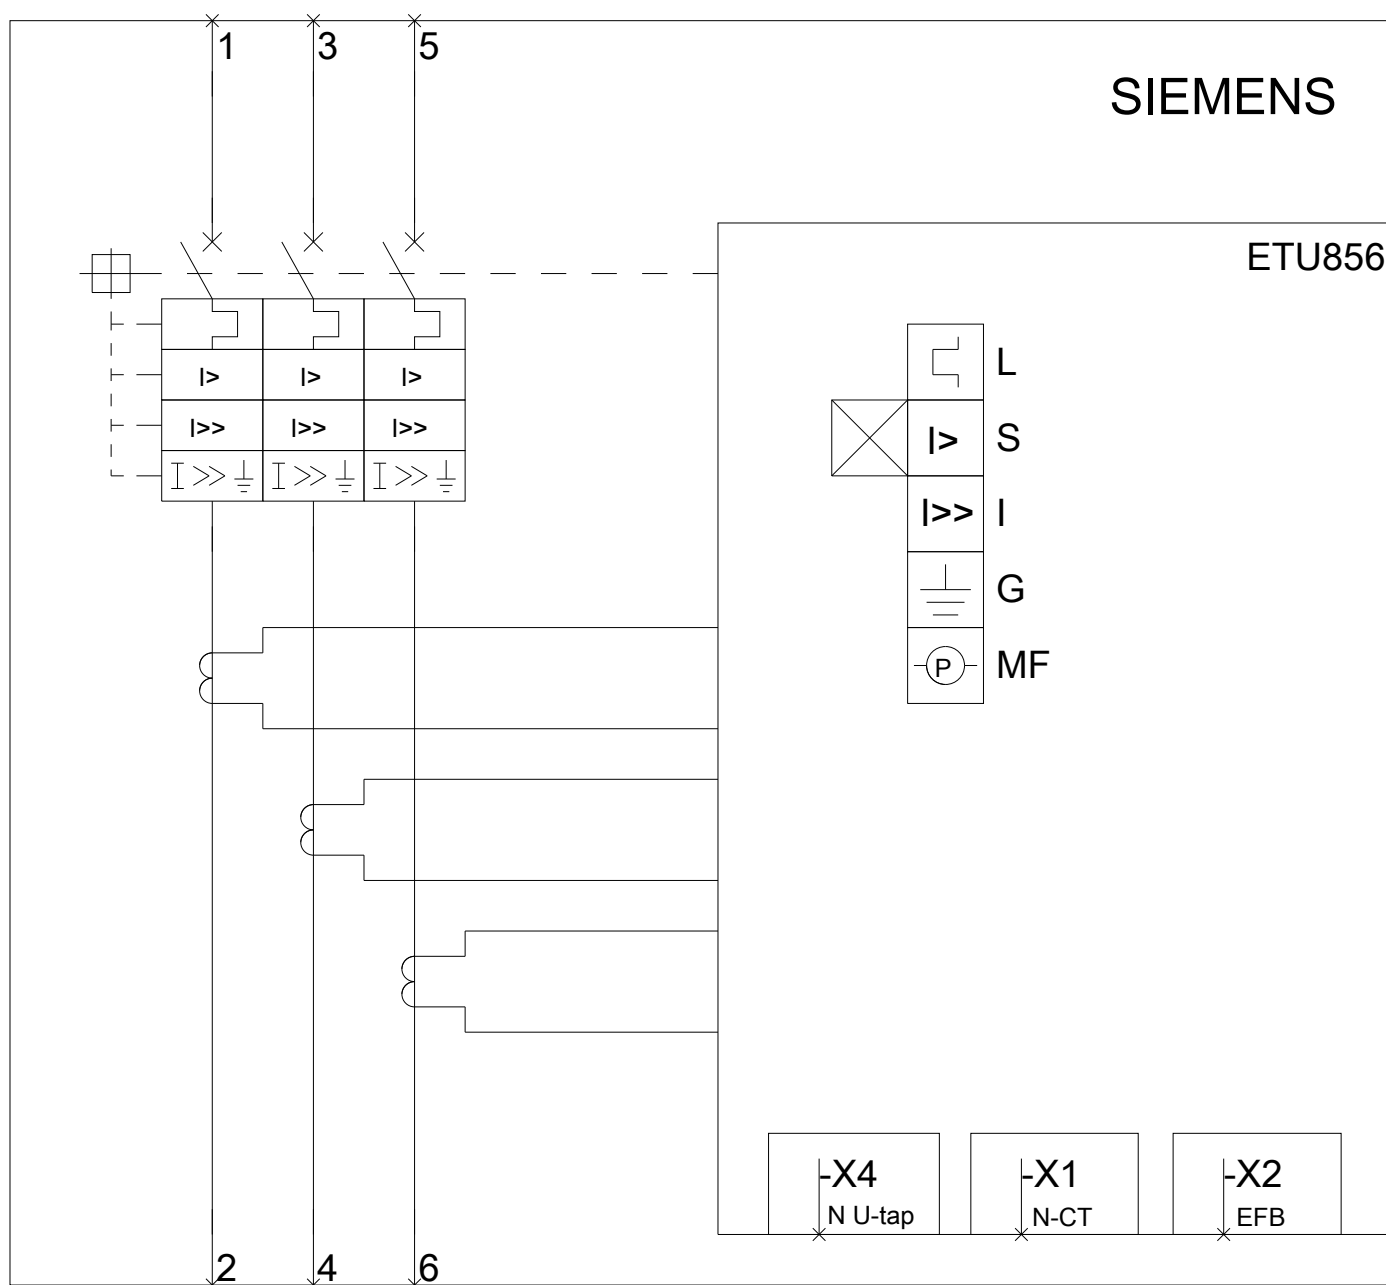 1 3 5
SIEMENS
ETU856
I> I> I>
I>> I>> I>>
I >> I >> I >>
L
I> S
I>> I
G
P MF
-X4 -X1 -X2
N U-tap N-CT EFB
2 4 6